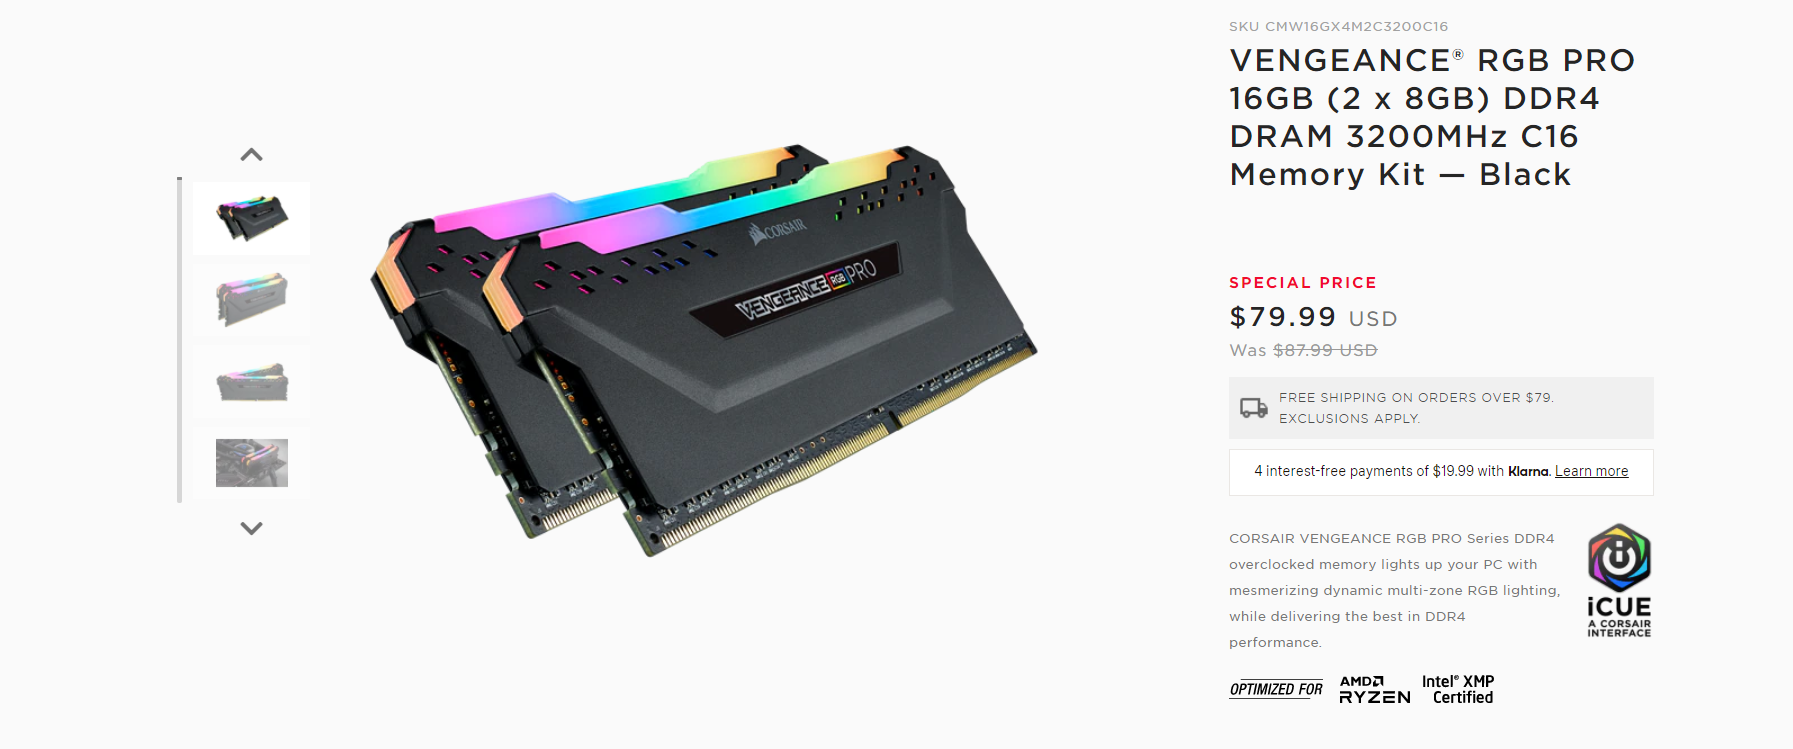 SKU CMW16GX4M2C3200C16
VENGEANCE® RGB PRO
16GB (2 x 8GB) DDR4
DRAM 3200MHz C16
Memory Kit — Black
CORSAIR
VENGEANCE RGB PRO
SPECIAL PRICE
$79.99 USD
Was $87.99 USD
FREE SHIPPING ON ORDERS OVER $79.
EXCLUSIONS APPLY.
4 interest-free payments of $19.99 with Klarna. Learn more
CORSAIR VENGEANCE RGB PRO Series DDR4
overclocked memory lights up your PC with
mesmerizing dynamic multi-zone RGB lighting,
while delivering the best in DDR4
performance.
iCUE
A CORSAIR
INTERFACE
OPTIMIZED FOR
AMD
RYZEN
Intel® XMP
Certified